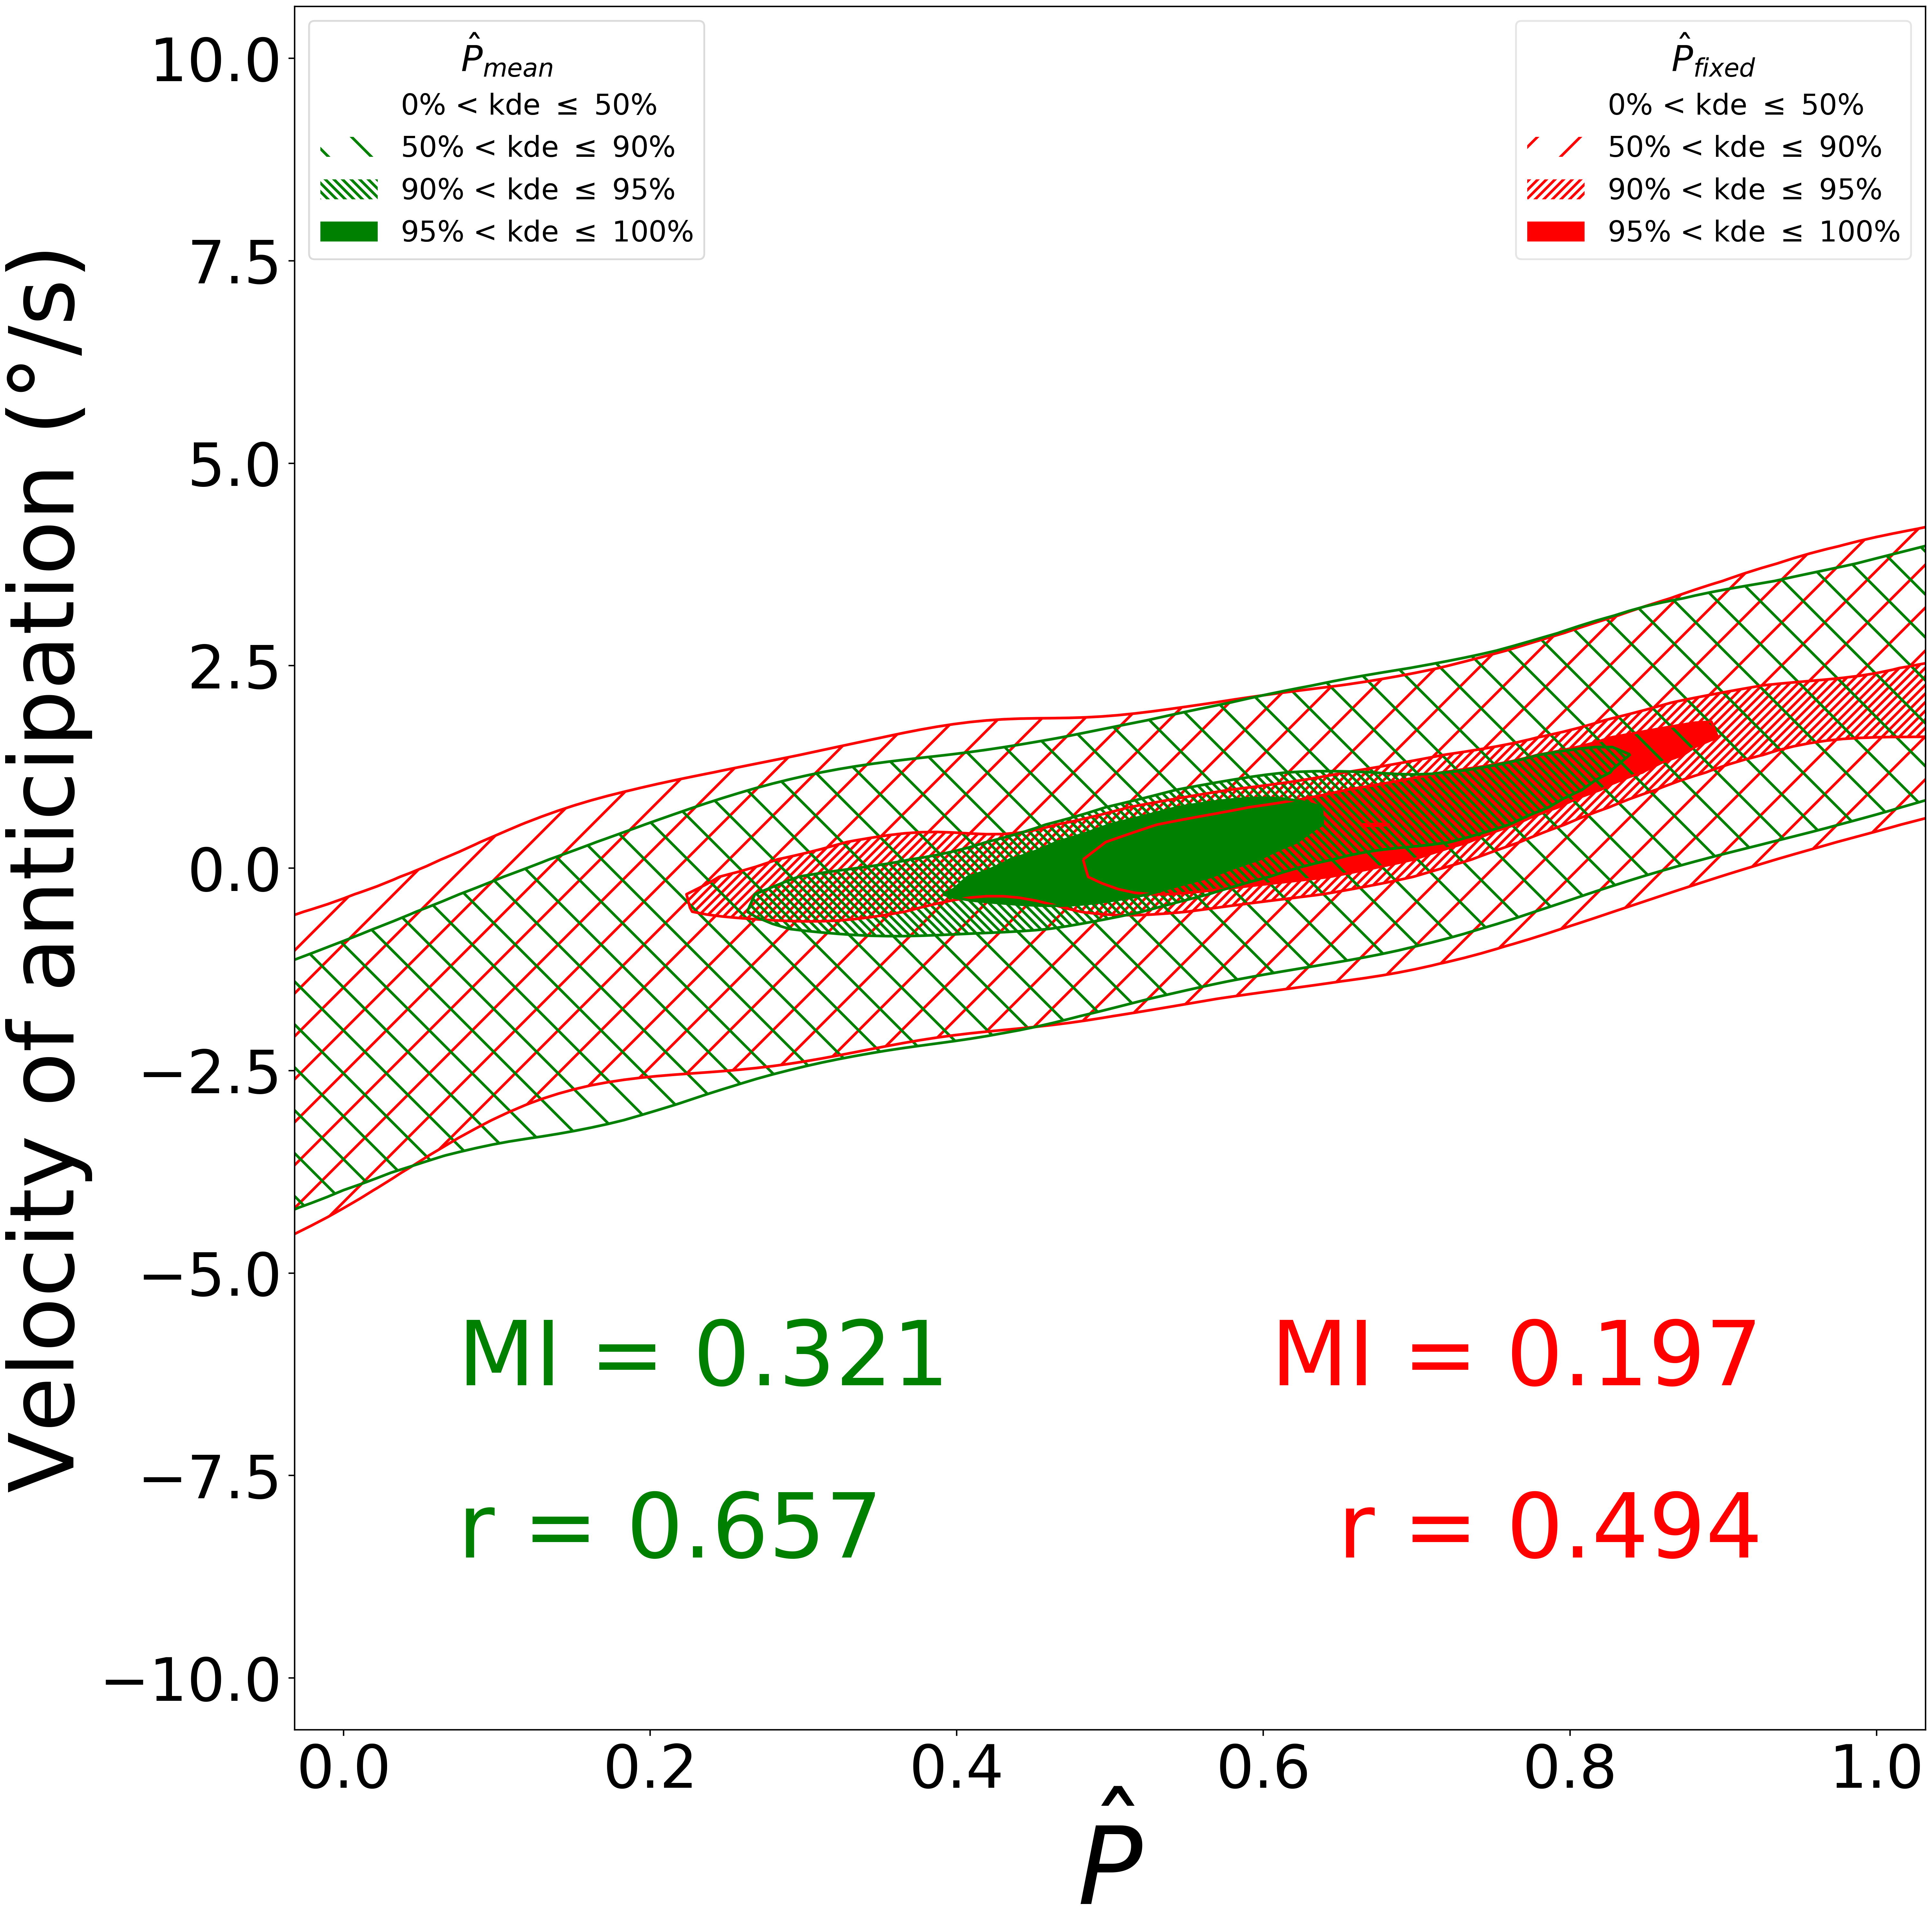 P̂mean
0% < kde ≤ 50%
50% < kde ≤ 90%
90% < kde ≤ 95%
95% < kde ≤ 100%
P̂fixed
0% < kde ≤ 50%
50% < kde ≤ 90%
90% < kde ≤ 95%
95% < kde ≤ 100%
Velocity of anticipation (°/s)
10.0
7.5
5.0
2.5
0.0
−2.5
−5.0
−7.5
−10.0
MI = 0.321
MI = 0.197
r = 0.657
r = 0.494
0.0
0.2
0.4
0.6
0.8
1.0
P̂